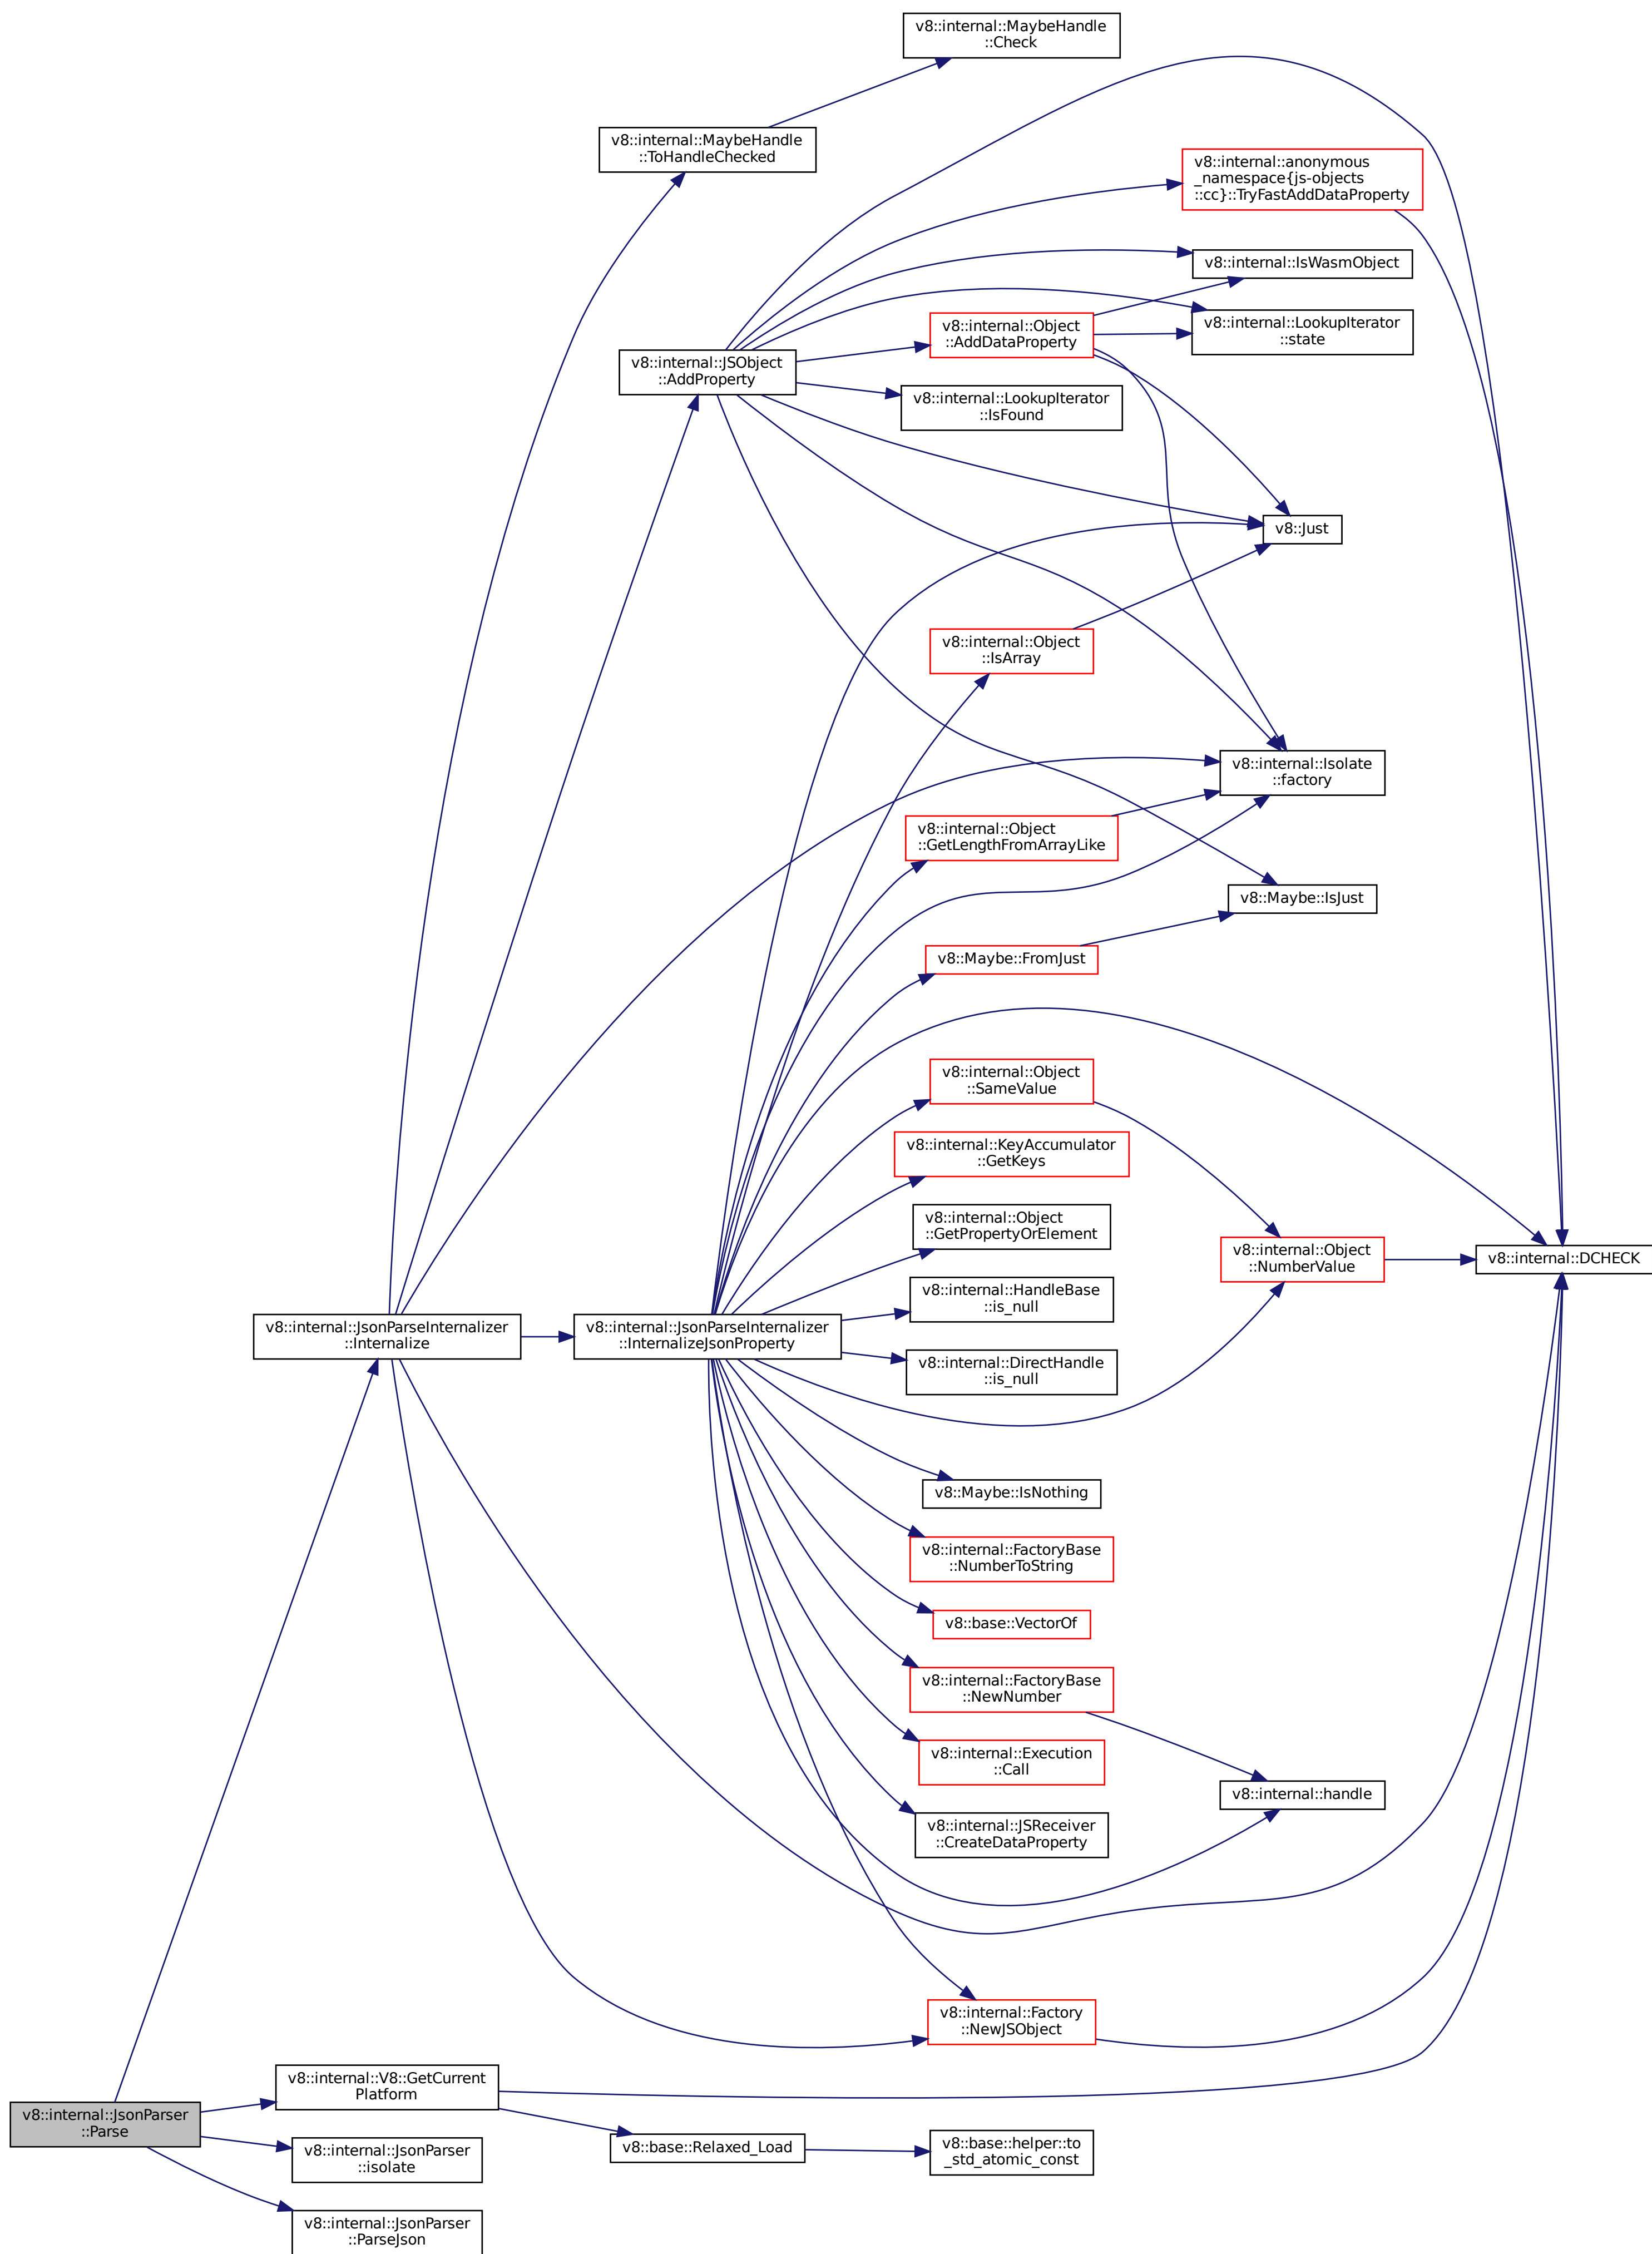 v8::internal::MaybeHandle
::Check
v8::internal::MaybeHandle
::ToHandleChecked
v8::internal::anonymous
_namespace{js-objects
::cc}::TryFastAddDataProperty
v8::internal::IsWasmObject
v8::internal::Object
::AddDataProperty
v8::internal::LookupIterator
::state
v8::internal::JSObject
::AddProperty
v8::internal::LookupIterator
::IsFound
v8::Just
v8::internal::Object
::IsArray
v8::internal::Isolate
::factory
v8::internal::Object
::GetLengthFromArrayLike
v8::Maybe::IsJust
v8::Maybe::FromJust
v8::internal::Object
::SameValue
v8::internal::KeyAccumulator
::GetKeys
v8::internal::Object
::GetPropertyOrElement
v8::internal::Object
::NumberValue
v8::internal::DCHECK
v8::internal::HandleBase
::is_null
v8::internal::JsonParseInternalizer
::Internalize
v8::internal::JsonParseInternalizer
::InternalizeJsonProperty
v8::internal::DirectHandle
::is_null
v8::Maybe::IsNothing
v8::internal::FactoryBase
::NumberToString
v8::base::VectorOf
v8::internal::FactoryBase
::NewNumber
v8::internal::Execution
::Call
v8::internal::handle
v8::internal::JSReceiver
::CreateDataProperty
v8::internal::Factory
::NewJSObject
v8::internal::V8::GetCurrent
Platform
v8::internal::JsonParser
::Parse
v8::base::Relaxed_Load
v8::base::helper::to
_std_atomic_const
v8::internal::JsonParser
::isolate
v8::internal::JsonParser
::ParseJson